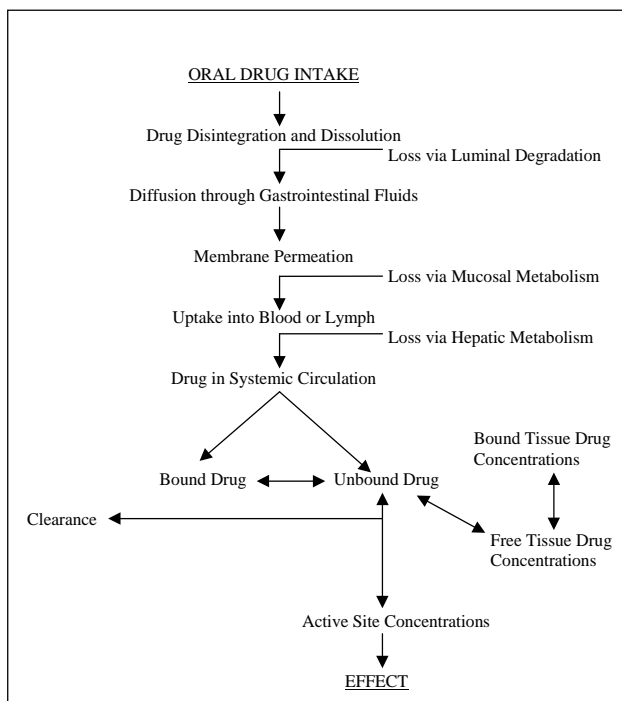 ORAL DRUG INTAKE
Drug Disintegration and Dissolution
Loss via Luminal Degradation
Diffusion through Gastrointestinal Fluids
Membrane Permeation
Loss via Mucosal Metabolism
Uptake into Blood or Lymph
Loss via Hepatic Metabolism
Drug in Systemic Circulation
Bound Tissue Drug
Concentrations
Bound Drug
Unbound Drug
Clearance
Free Tissue Drug
Concentrations
Active Site Concentrations
EFFECT